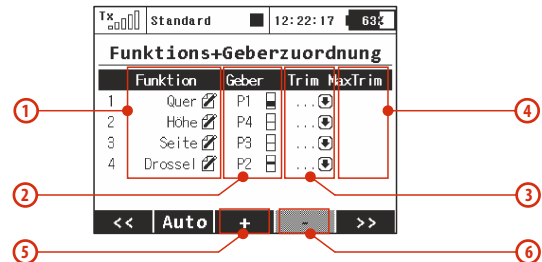 Tx Standard 12:22:17 63%
Funktions+Geberzuordnung
Funktion Geber Trim MaxTrim
1 Quer P1 ...
2 Höhe P4 ...
3 Seite P3 ...
4 Drossel P2 ...
<< Auto + - >>
1
2
3
4
5
6